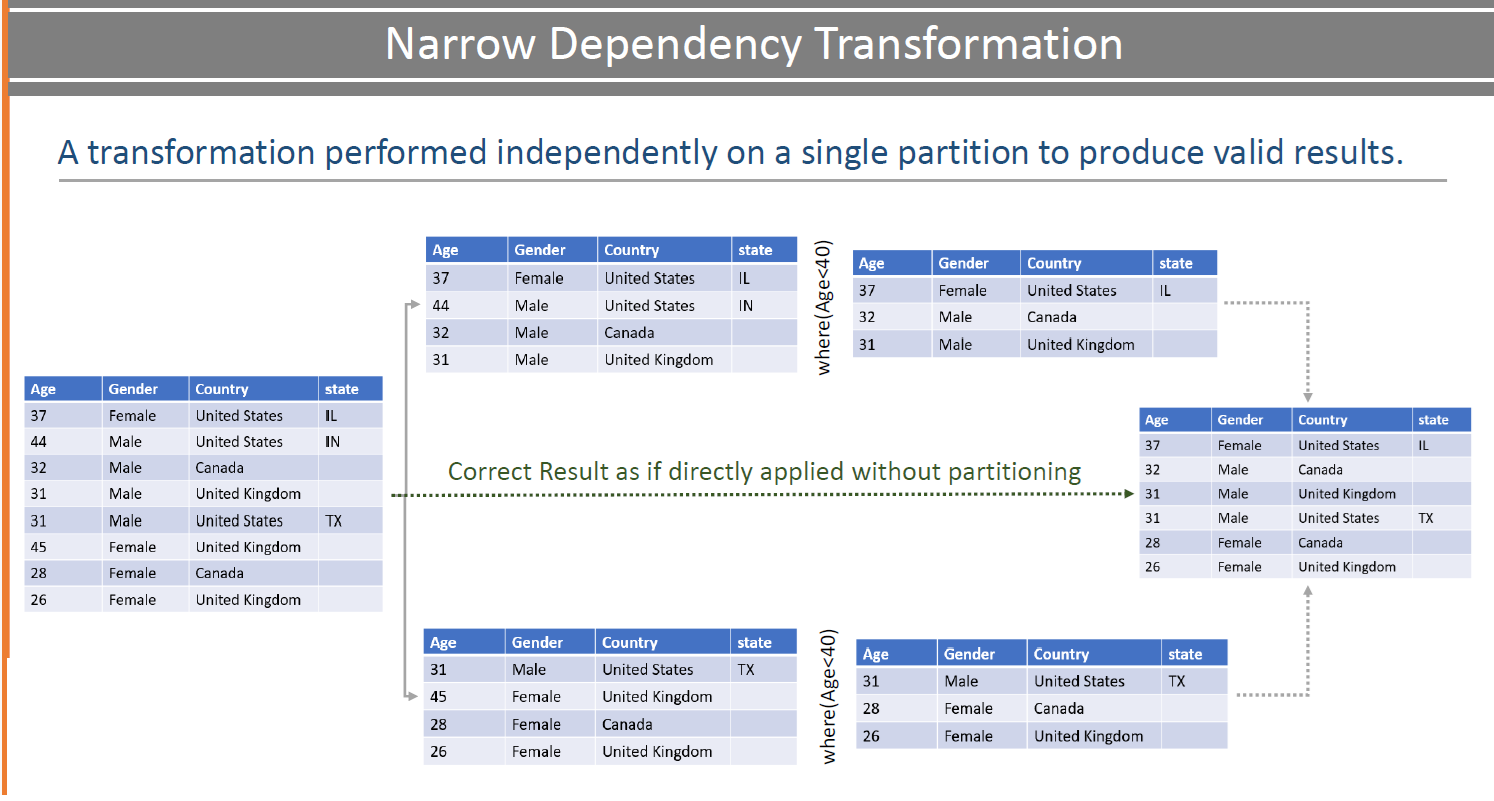 Narrow Dependency Transformation
A transformation performed independently on a single partition to produce valid results.
Age Gender Country state
37 Female United States IL
44 Male United States IN
32 Male Canada
31 Male United Kingdom
31 Male United States TX
45 Female United Kingdom
28 Female Canada
26 Female United Kingdom
Age Gender Country state
37 Female United States IL
44 Male United States IN
32 Male Canada
31 Male United Kingdom
where(Age<40)
Age Gender Country state
37 Female United States IL
32 Male Canada
31 Male United Kingdom
Correct Result as if directly applied without partitioning
Age Gender Country state
31 Male United States TX
45 Female United Kingdom
28 Female Canada
26 Female United Kingdom
where(Age<40)
Age Gender Country state
31 Male United States TX
28 Female Canada
26 Female United Kingdom
Age Gender Country state
37 Female United States IL
32 Male Canada
31 Male United Kingdom
31 Male United States TX
28 Female Canada
26 Female United Kingdom